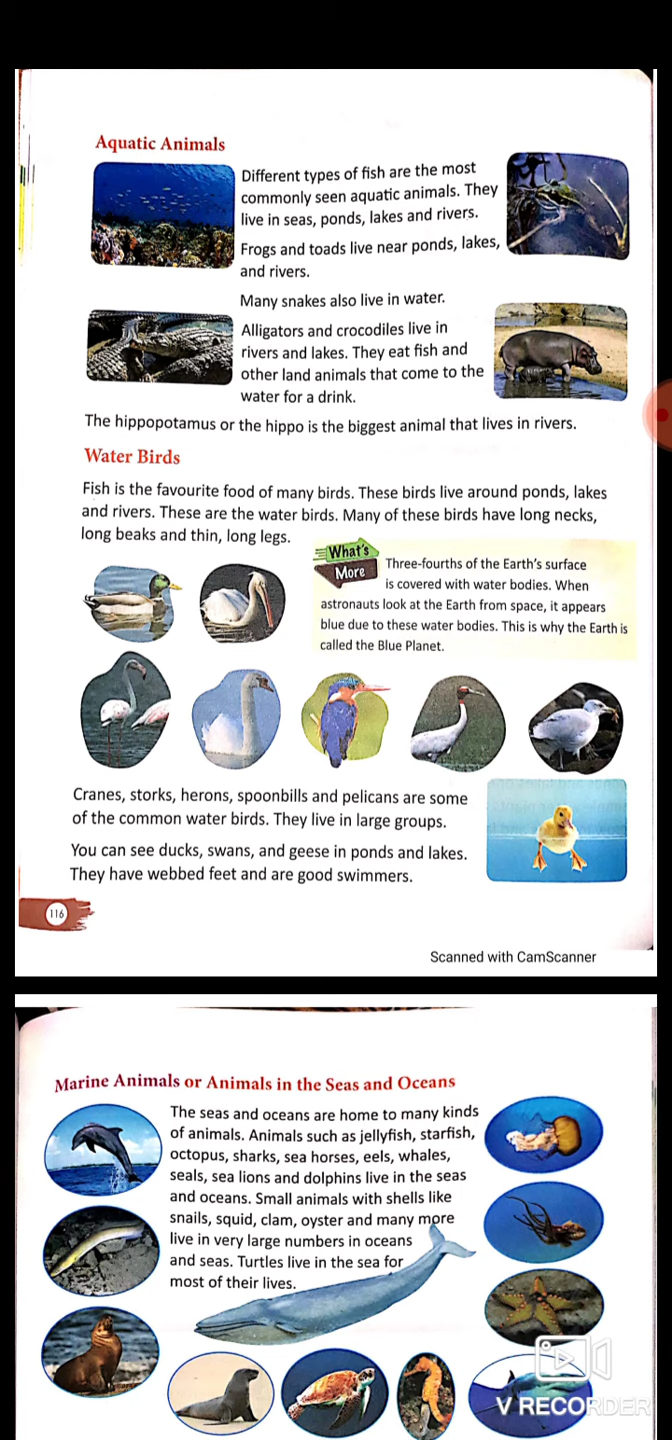 Aquatic Animals
Different types of fish are the most
commonly seen aquatic animals. They
live in seas, ponds, lakes and rivers.
Frogs and toads live near ponds, lakes,
and rivers.
Many snakes also live in water.
Alligators and crocodiles live in
rivers and lakes. They eat fish and
other land animals that come to the
water for a drink.
The hippopotamus or the hippo is the biggest animal that lives in rivers.
Water Birds
Fish is the favourite food of many birds. These birds live around ponds, lakes
and rivers. These are the water birds. Many of these birds have long necks,
long beaks and thin, long legs.
What's
More
Three-fourths of the Earth's surface
is covered with water bodies. When
astronauts look at the Earth from space, it appears
blue due to these water bodies. This is why the Earth is
called the Blue Planet.
Cranes, storks, herons, spoonbills and pelicans are some
of the common water birds. They live in large groups.
You can see ducks, swans, and geese in ponds and lakes.
They have webbed feet and are good swimmers.
116
Scanned with CamScanner
Marine Animals or Animals in the Seas and Oceans
The seas and oceans are home to many kinds
of animals. Animals such as jellyfish, starfish,
octopus, sharks, sea horses, eels, whales,
seals, sea lions and dolphins live in the seas
and oceans. Small animals with shells like
snails, squid, clam, oyster and many more
live in very large numbers in oceans
and seas. Turtles live in the sea for
most of their lives.
V RECORDER